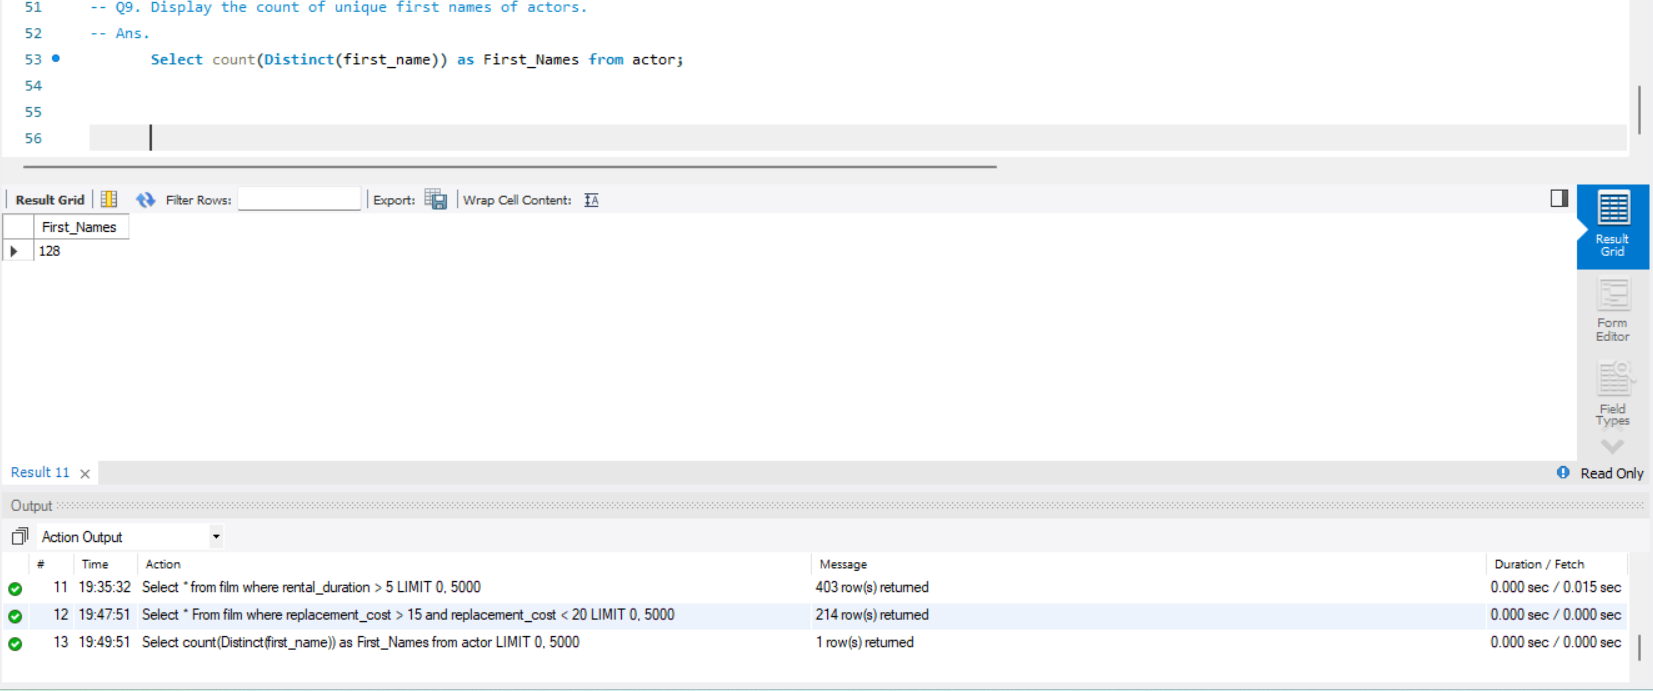 51 -- Q9. Display the count of unique first names of actors.
52 -- Ans.
53 Select count(Distinct(first_name)) as First_Names from actor;
54
55
56
Result Grid Filter Rows: Export: Wrap Cell Content:
First_Names
128
Result Grid
Form Editor
Field Types
Result 11 Read Only
Output
Action Output
# Time Action Message Duration / Fetch
11 19:35:32 Select * from film where rental_duration > 5 LIMIT 0, 5000 403 row(s) returned 0.000 sec / 0.015 sec
12 19:47:51 Select * From film where replacement_cost > 15 and replacement_cost < 20 LIMIT 0, 5000 214 row(s) returned 0.000 sec / 0.000 sec
13 19:49:51 Select count(Distinct(first_name)) as First_Names from actor LIMIT 0, 5000 1 row(s) returned 0.000 sec / 0.000 sec